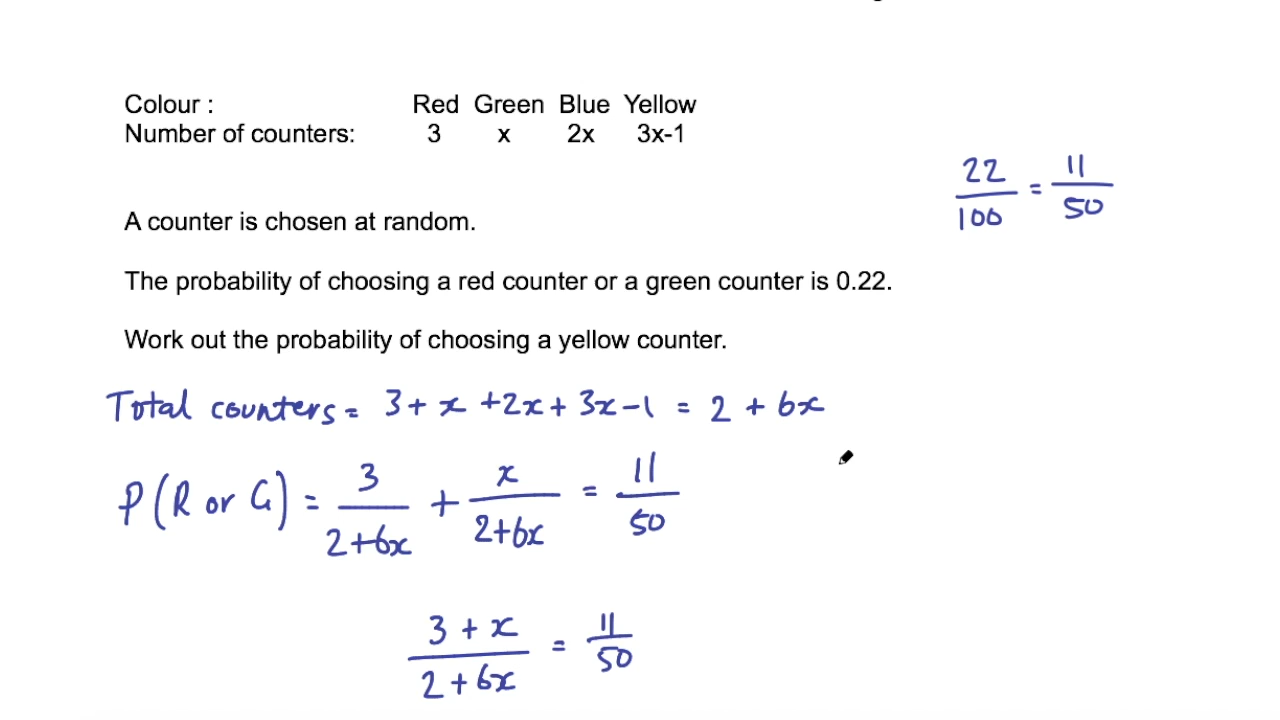 Colour : Red Green Blue Yellow
Number of counters: 3 x 2x 3x-1
22/100 = 11/50
A counter is chosen at random.
The probability of choosing a red counter or a green counter is 0.22.
Work out the probability of choosing a yellow counter.
Total counters = 3 + x + 2x + 3x - 1 = 2 + 6x
P(R or G) = 3/2+6x + x/2+6x = 11/50
3 + x/2 + 6x = 11/50